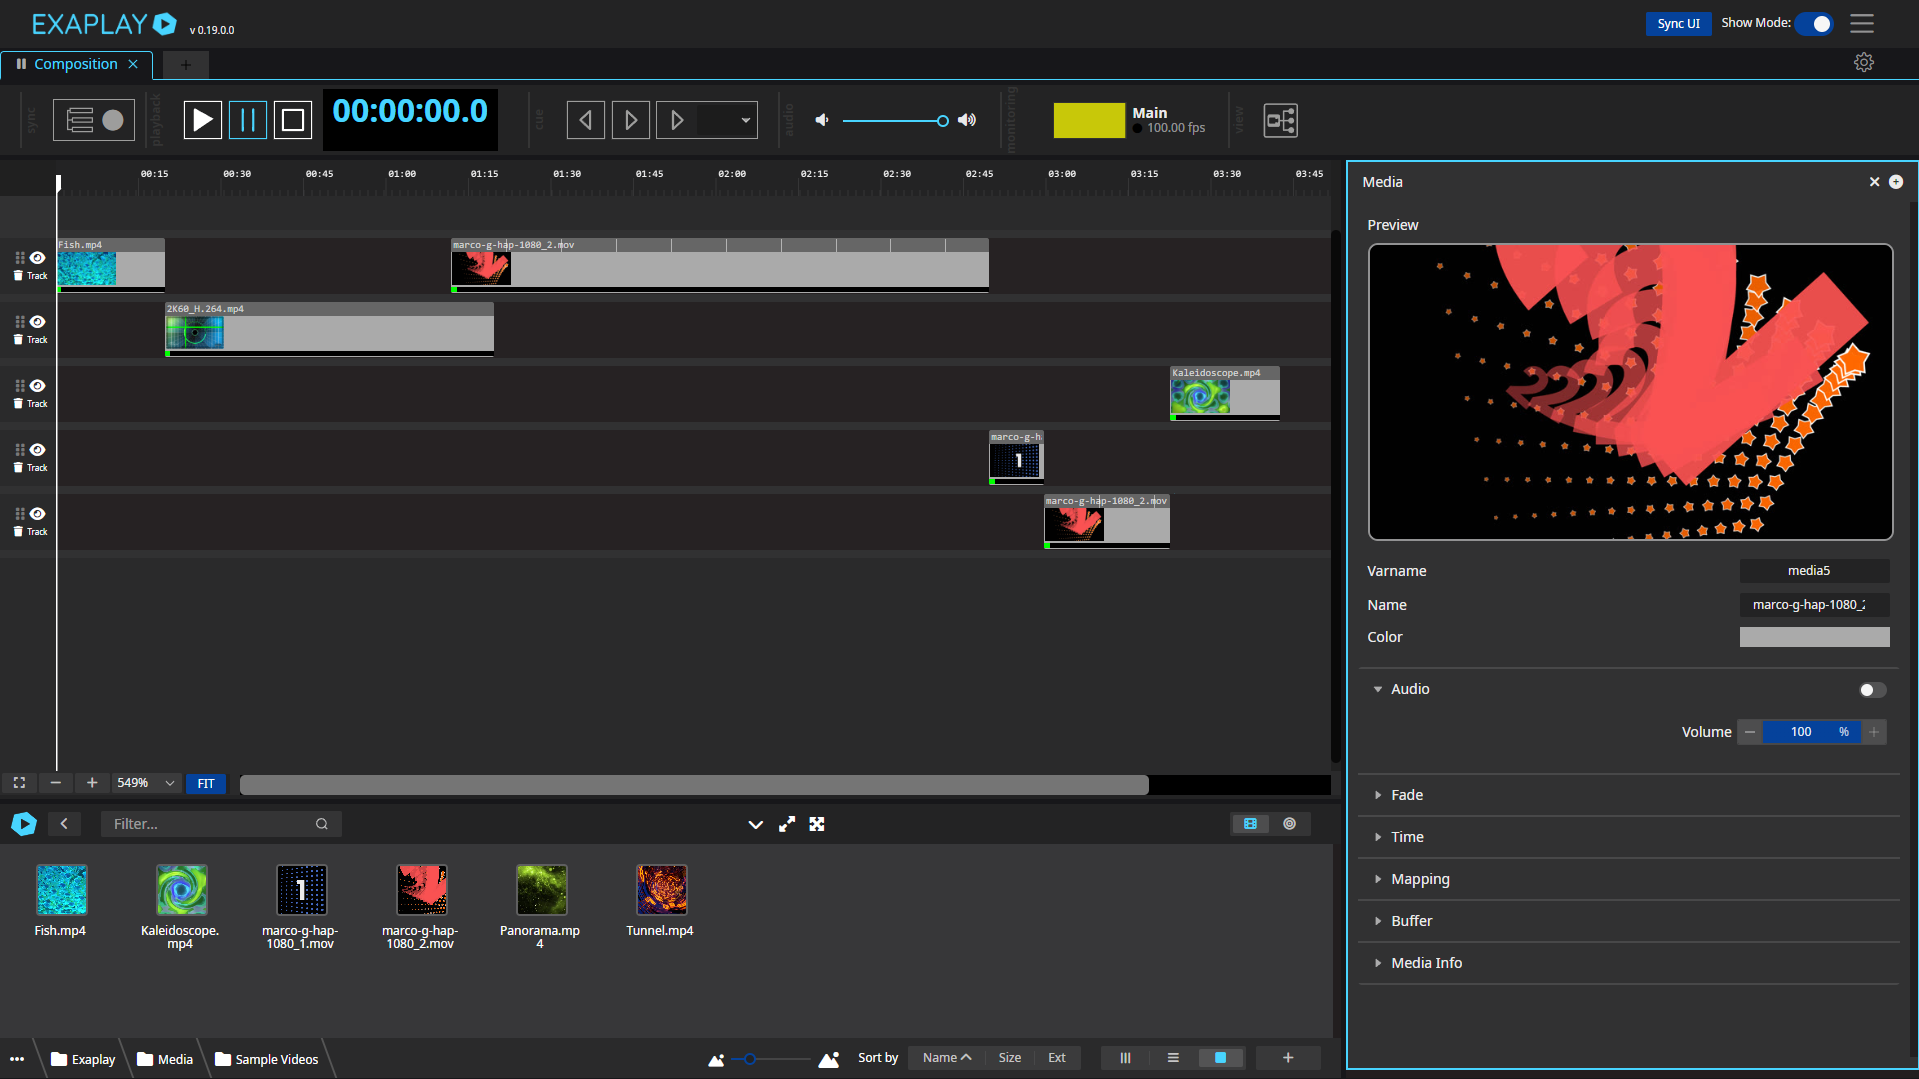 EXAPLAY v 0.19.0.0
Sync UI Show Mode:
Composition
sync playback 00:00:00.0 cue audio monitoring Main view
100.00 fps
00:15 00:30 00:45 01:00 01:15 01:30 01:45 02:00 02:15 02:30 02:45 03:00 03:15 03:30 03:45
Fish.mp4 marco-g-hap-1080_2.mov
Track
2K60_H.264.mp4
Track
Kaleidoscope.mp4
Track
marco-g-h
1
Track
marco-g-hap-1080_2.mov
Track
549% FIT
Filter...
1
Fish.mp4 Kaleidoscope.mp4 marco-g-hap-1080_1.mov marco-g-hap-1080_2.mov Panorama.mp4 Tunnel.mp4
Exaplay Media Sample Videos
Sort by Name Size Ext
Media
Preview
Varname media5
Name marco-g-hap-1080_2
Color
Audio
Volume 100 %
Fade
Time
Mapping
Buffer
Media Info